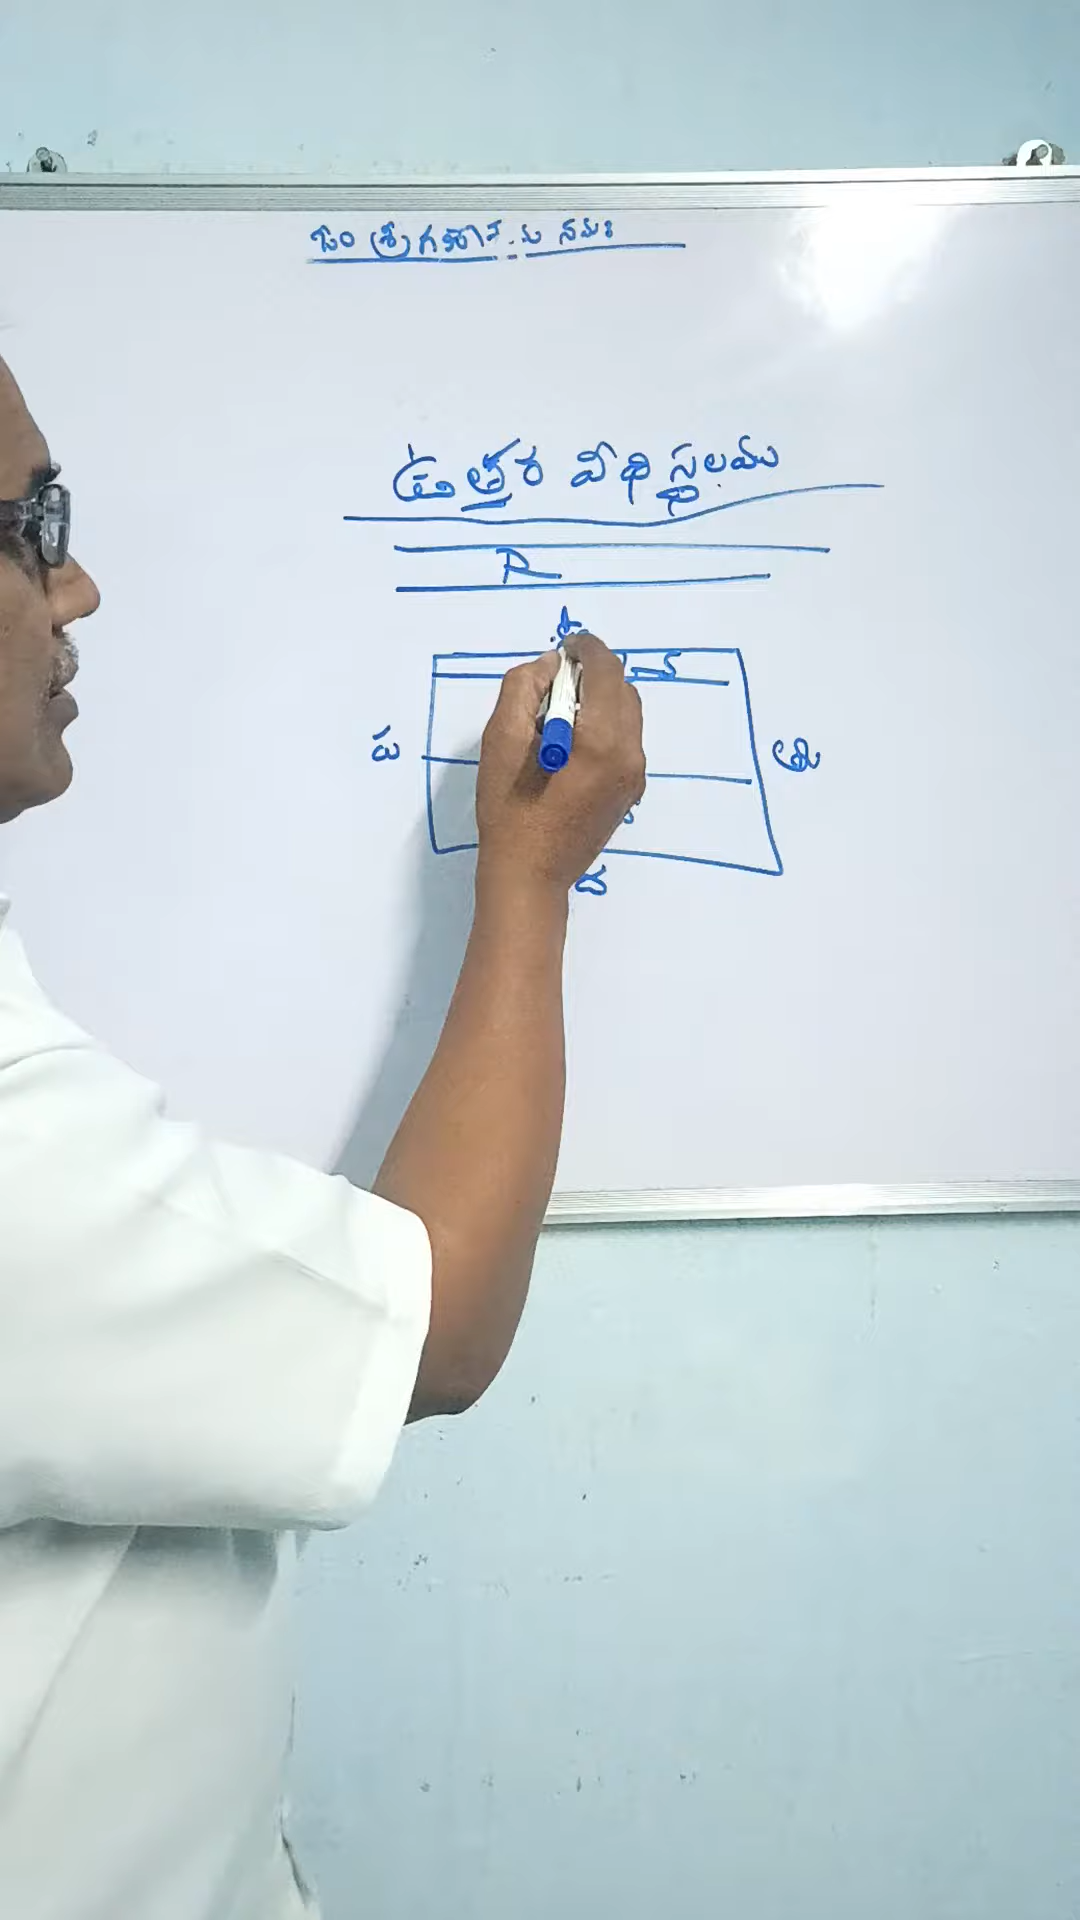 ఓం శ్రీ గణేశాయ నమః
ఉత్తర వీధి స్థలము
R
ఉ
ప
తూ
ద